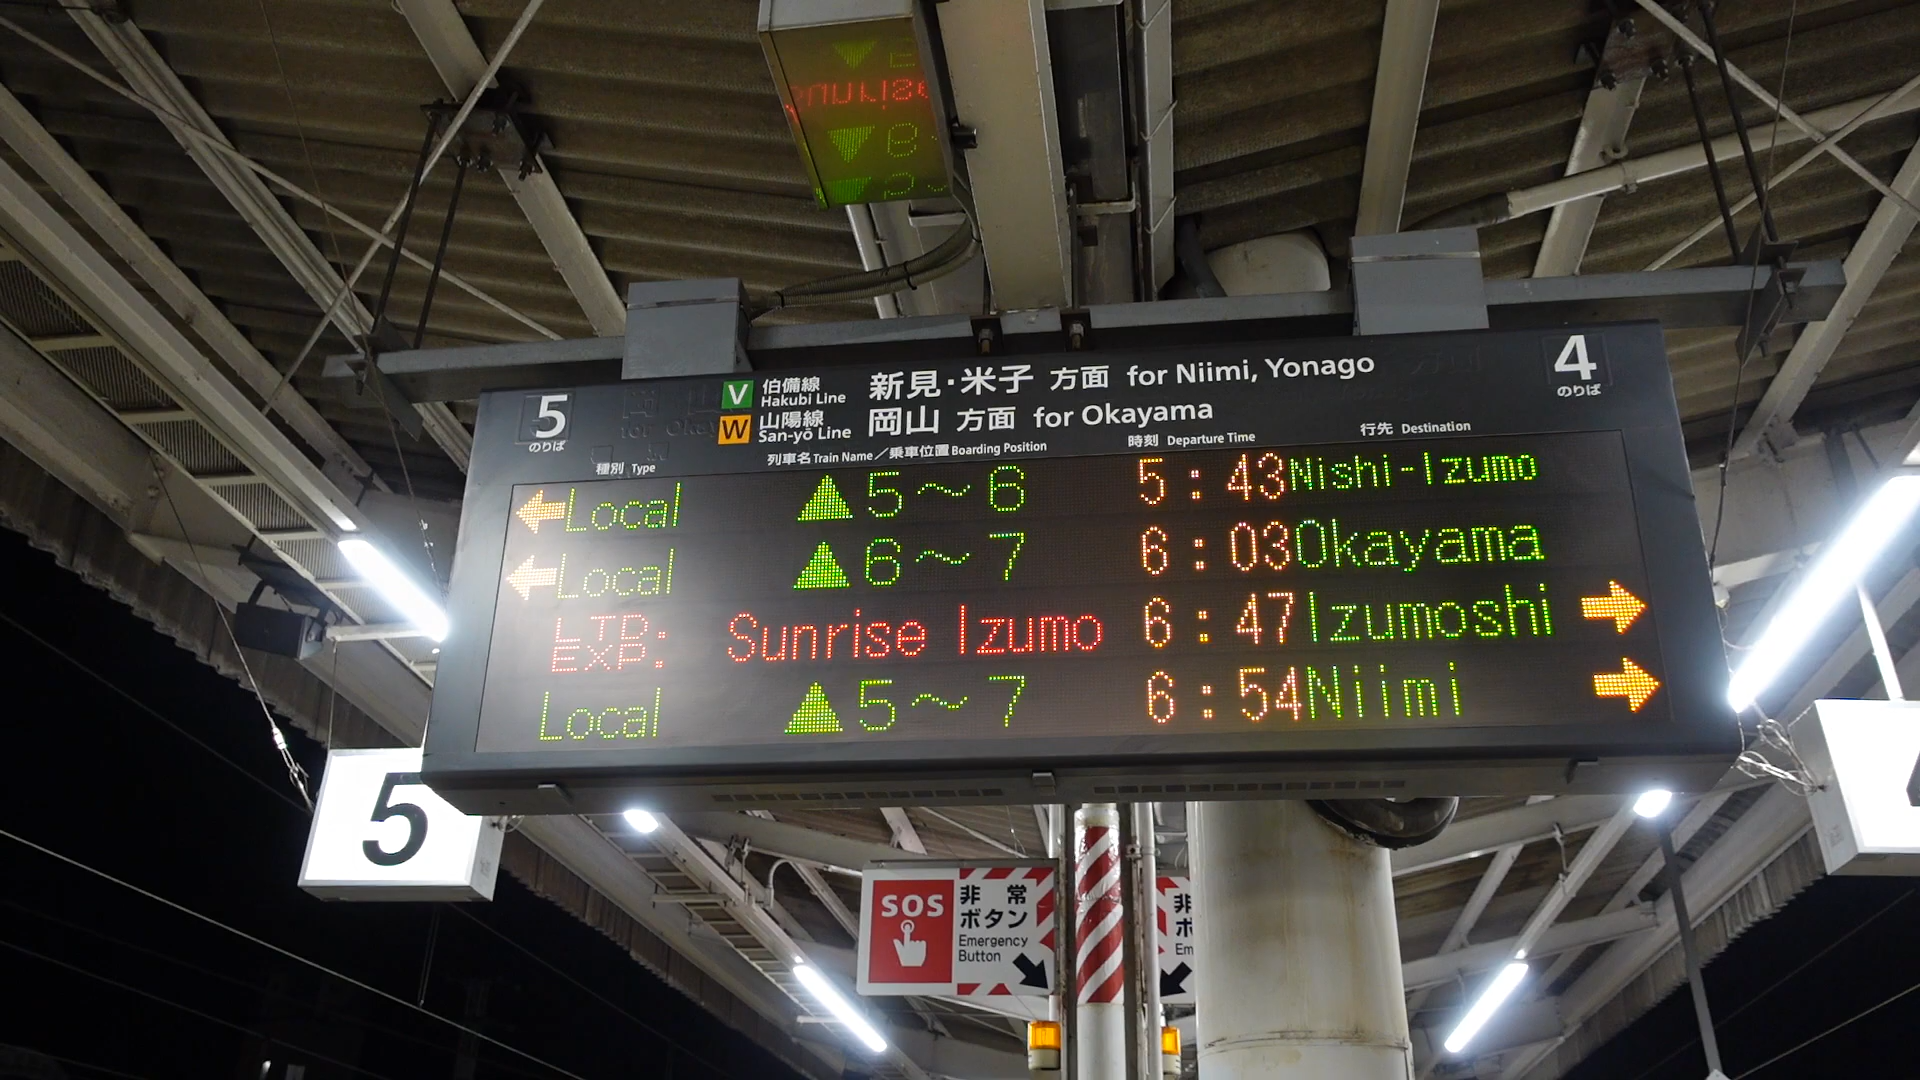 5 のりば
V 伯備線 Hakubi Line 新見・米子 方面 for Niimi, Yonago
W 山陽線 San-yō Line 岡山 方面 for Okayama
4 のりば
種別 Type 列車名 Train Name／乗車位置 Boarding Position 時刻 Departure Time 行先 Destination
← Local ▲ 5～6 5:43 Nishi-Izumo
← Local ▲ 6～7 6:03 Okayama
LTD. EXP. Sunrise Izumo 6:47 Izumoshi →
Local ▲ 5～7 6:54 Niimi →
5
SOS
非常
ボタン
Emergency
Button
非
ボ
Em